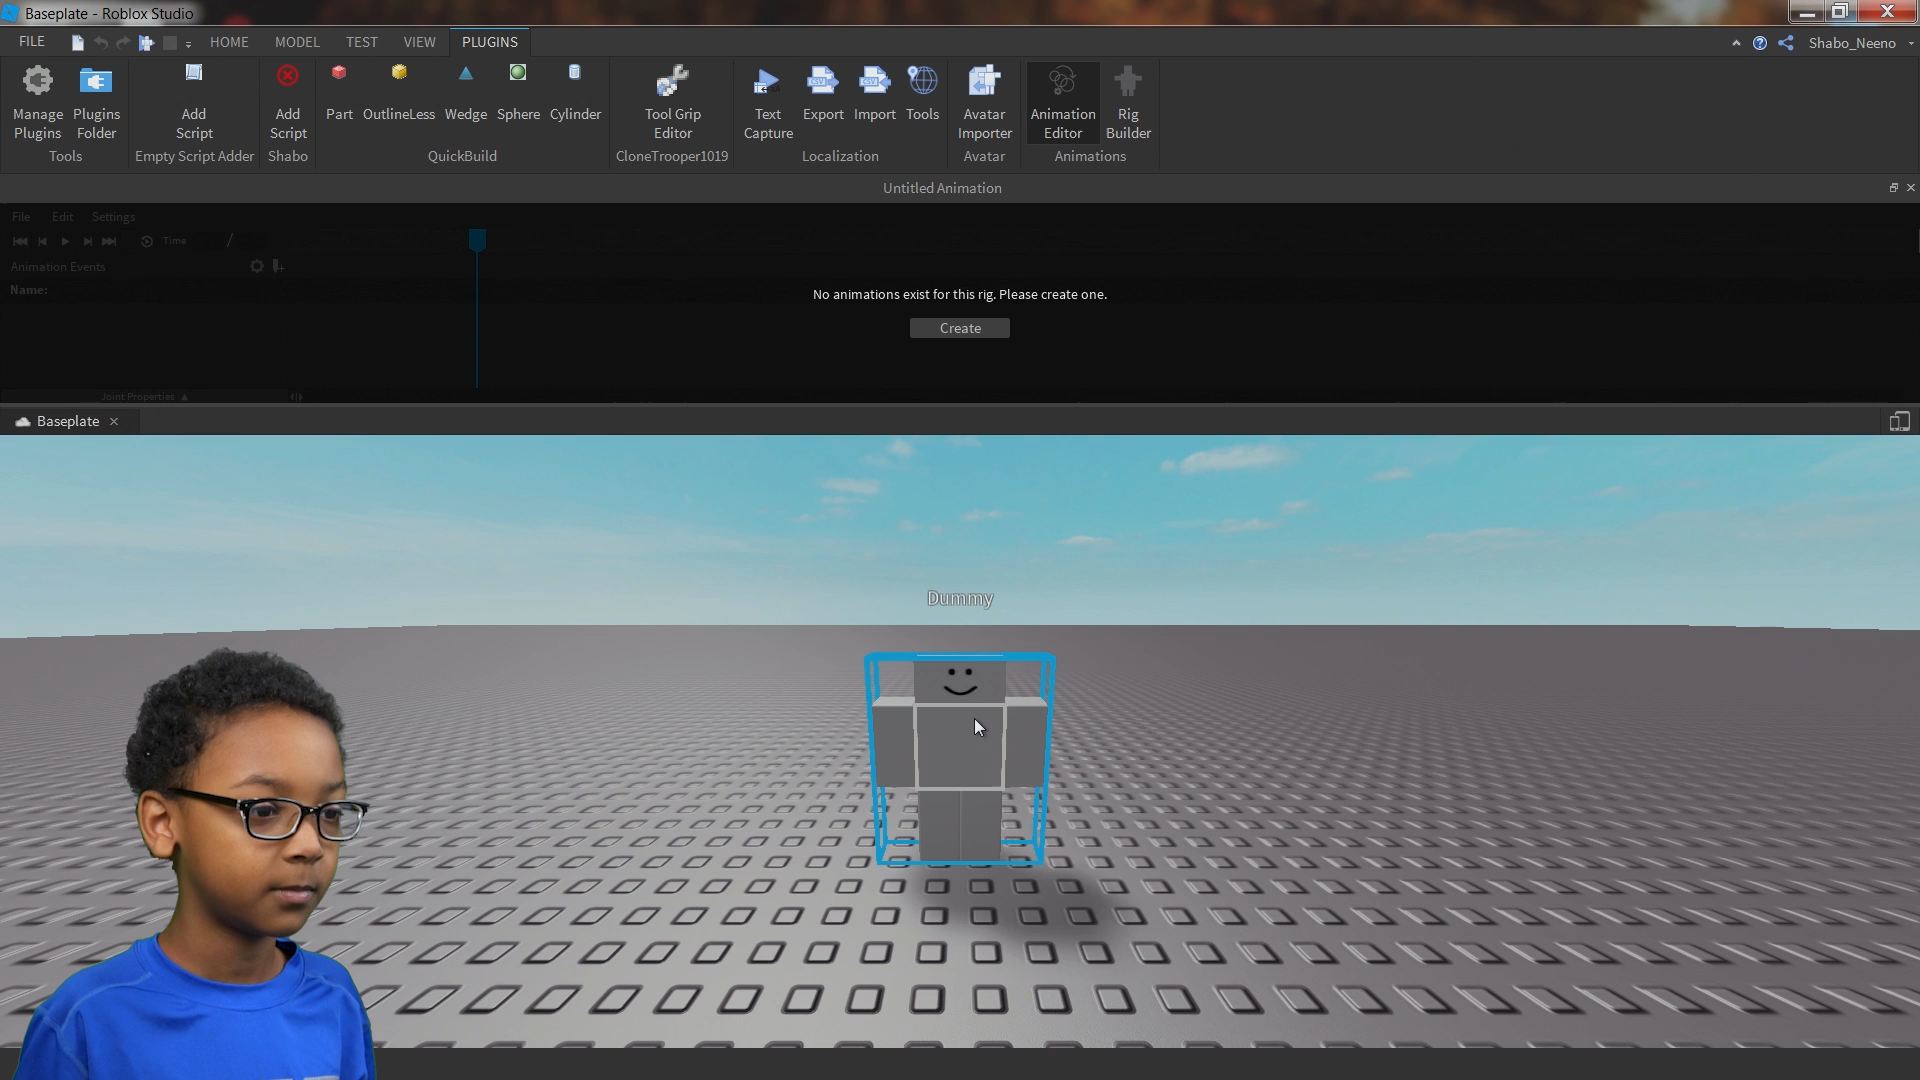 Baseplate - Roblox Studio
FILE HOME MODEL TEST VIEW PLUGINS Shabo_Neeno
Manage Plugins
Plugins Folder
Add Script
Add Script
Part OutlineLess Wedge Sphere Cylinder
Tool Grip Editor
Text Capture
Export Import Tools
Avatar Importer
Animation Editor
Rig Builder
Tools Empty Script Adder Shabo QuickBuild CloneTrooper1019 Localization Avatar Animations
Untitled Animation
File Edit Settings
Time /
Animation Events
Name:
No animations exist for this rig. Please create one.
Create
Joint Properties
Baseplate
Dummy